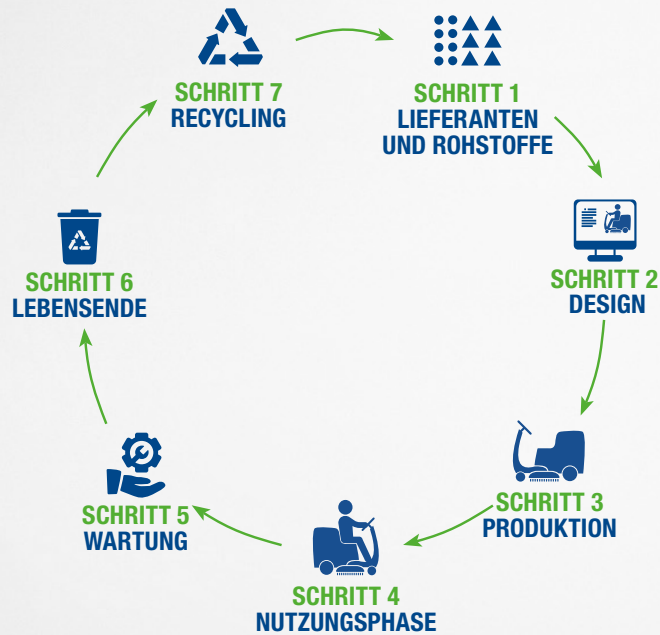 SCHRITT 1
LIEFERANTEN
UND ROHSTOFFE
SCHRITT 2
DESIGN
SCHRITT 3
PRODUKTION
SCHRITT 4
NUTZUNGSPHASE
SCHRITT 5
WARTUNG
SCHRITT 6
LEBENSENDE
SCHRITT 7
RECYCLING